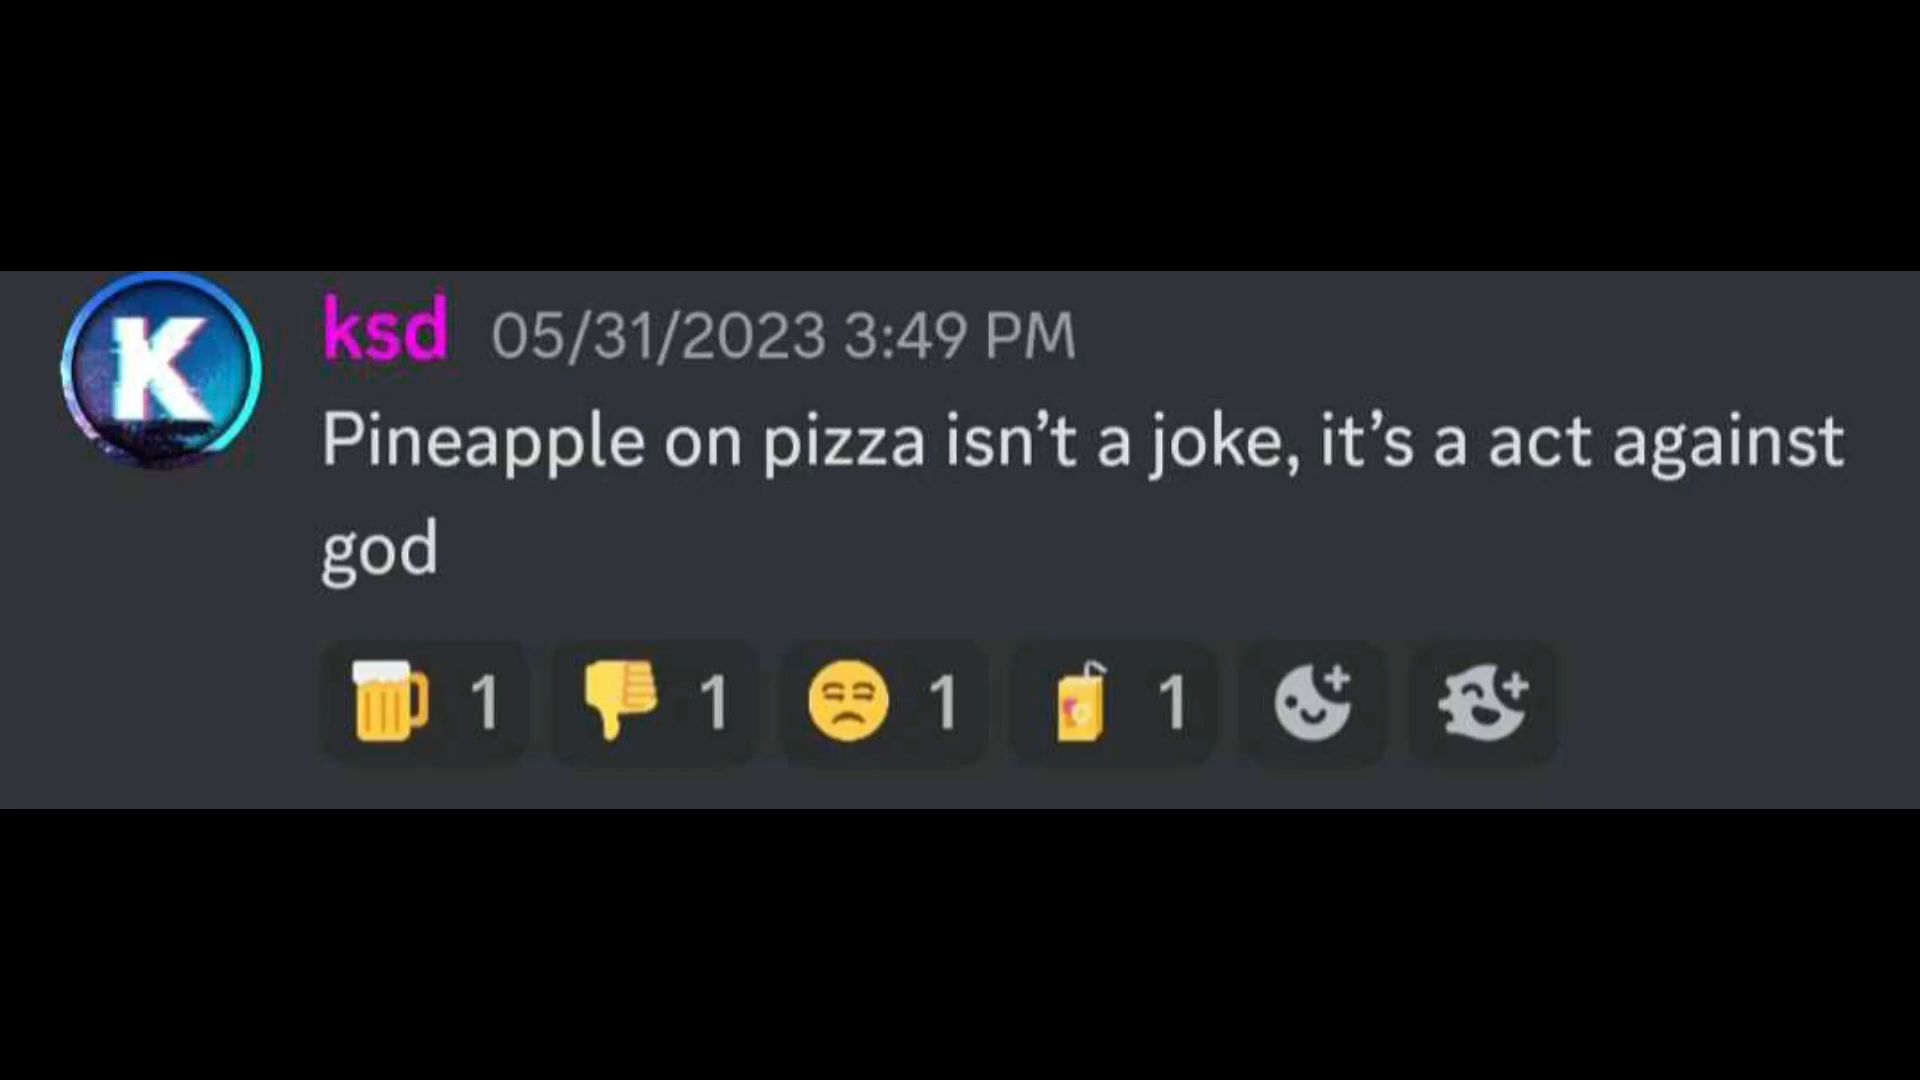 K
ksd 05/31/2023 3:49 PM
Pineapple on pizza isn’t a joke, it’s a act against
god
1 1 1 1